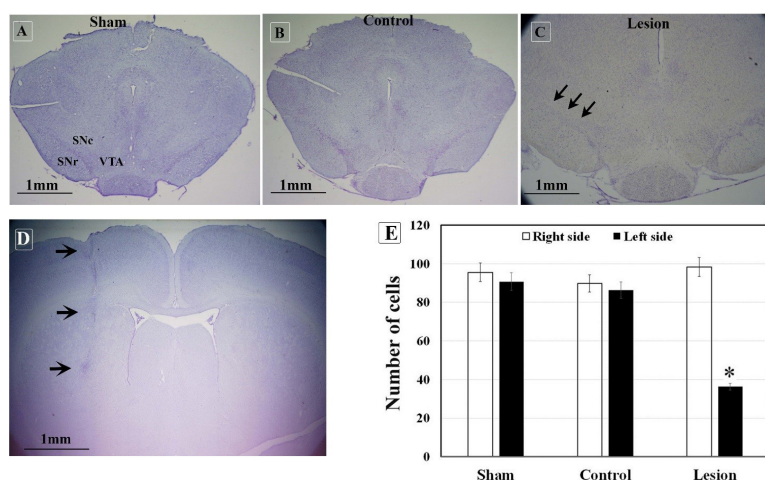 A
Sham
SNc
SNr
VTA
1mm
B
Control
1mm
C
Lesion
1mm
D
1mm
E
Right side
Left side
Number of cells
120
100
80
60
40
20
0
*
Sham
Control
Lesion